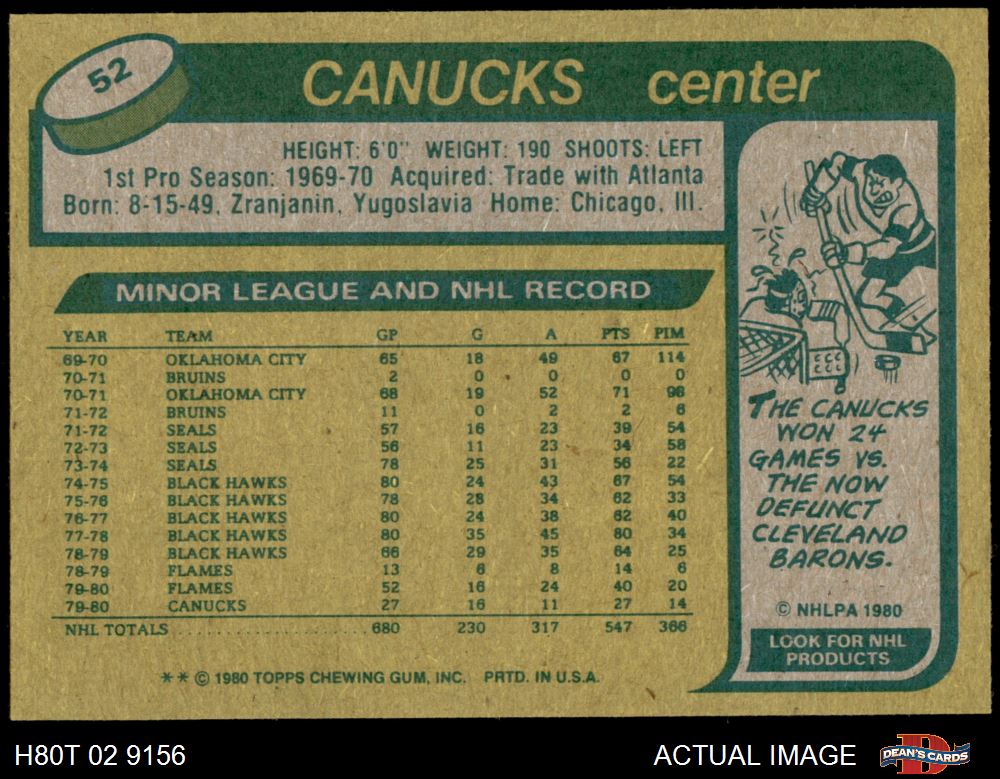 52
CANUCKS center
HEIGHT: 6'0" WEIGHT: 190 SHOOTS: LEFT
1st Pro Season: 1969-70 Acquired: Trade with Atlanta
Born: 8-15-49, Zranjanin, Yugoslavia Home: Chicago, Ill.
MINOR LEAGUE AND NHL RECORD
YEAR TEAM GP G A PTS PIM
69-70 OKLAHOMA CITY 65 18 49 67 114
70-71 BRUINS 2 0 0 0 0
70-71 OKLAHOMA CITY 68 19 52 71 98
71-72 BRUINS 11 0 2 2 6
71-72 SEALS 57 16 23 39 54
72-73 SEALS 56 11 23 34 58
73-74 SEALS 78 25 31 56 22
74-75 BLACK HAWKS 80 24 43 67 54
75-76 BLACK HAWKS 78 28 34 62 33
76-77 BLACK HAWKS 80 24 38 62 40
77-78 BLACK HAWKS 80 35 45 80 34
78-79 BLACK HAWKS 66 29 35 64 25
78-79 FLAMES 13 6 8 14 6
79-80 FLAMES 52 16 24 40 20
79-80 CANUCKS 27 16 11 27 14
NHL TOTALS 680 230 317 547 366
** © 1980 TOPPS CHEWING GUM, INC. PRTD. IN U.S.A.
THE CANUCKS
WON 24
GAMES VS.
THE NOW
DEFUNCT
CLEVELAND
BARONS.
© NHLPA 1980
LOOK FOR NHL
PRODUCTS
H80T 02 9156 ACTUAL IMAGE
DEAN'S CARDS